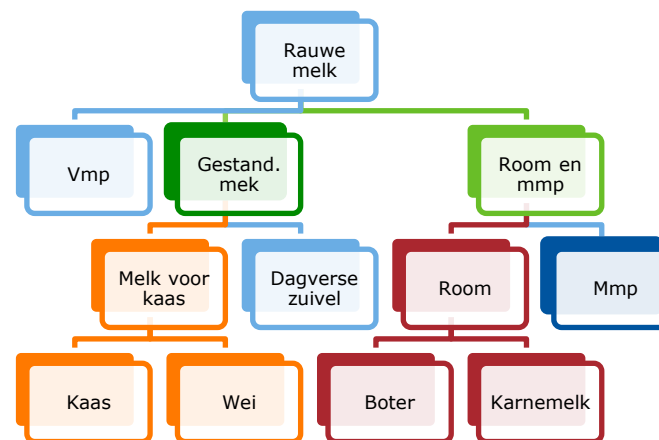 Rauwe
melk
Vmp
Gestand.
mek
Room en
mmp
Melk voor
kaas
Dagverse
zuivel
Room
Mmp
Kaas
Wei
Boter
Karnemelk